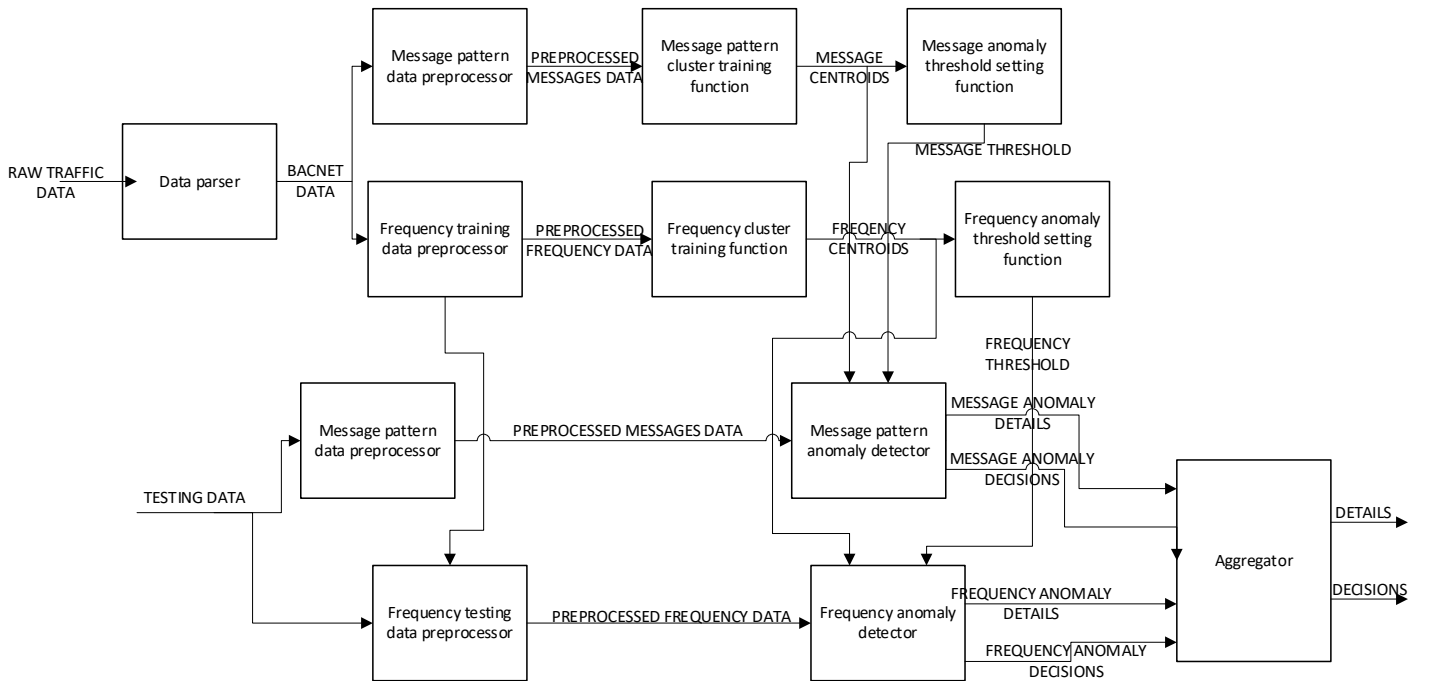 Message pattern
data preprocessor
PREPROCESSED
MESSAGES DATA
Message pattern
cluster training
function
MESSAGE
CENTROIDS
Message anomaly
threshold setting
function
MESSAGE THRESHOLD
RAW TRAFFIC
DATA
Data parser
BACNET
DATA
Frequency training
data preprocessor
PREPROCESSED
FREQUENCY DATA
Frequency cluster
training function
FREQENCY
CENTROIDS
Frequency anomaly
threshold setting
function
FREQUENCY
THRESHOLD
Message pattern
data preprocessor
PREPROCESSED MESSAGES DATA
Message pattern
anomaly detector
MESSAGE ANOMALY
DETAILS
MESSAGE ANOMALY
DECISIONS
TESTING DATA
Aggregator
DETAILS
DECISIONS
Frequency testing
data preprocessor
PREPROCESSED FREQUENCY DATA
Frequency anomaly
detector
FREQUENCY ANOMALY
DETAILS
FREQUENCY ANOMALY
DECISIONS